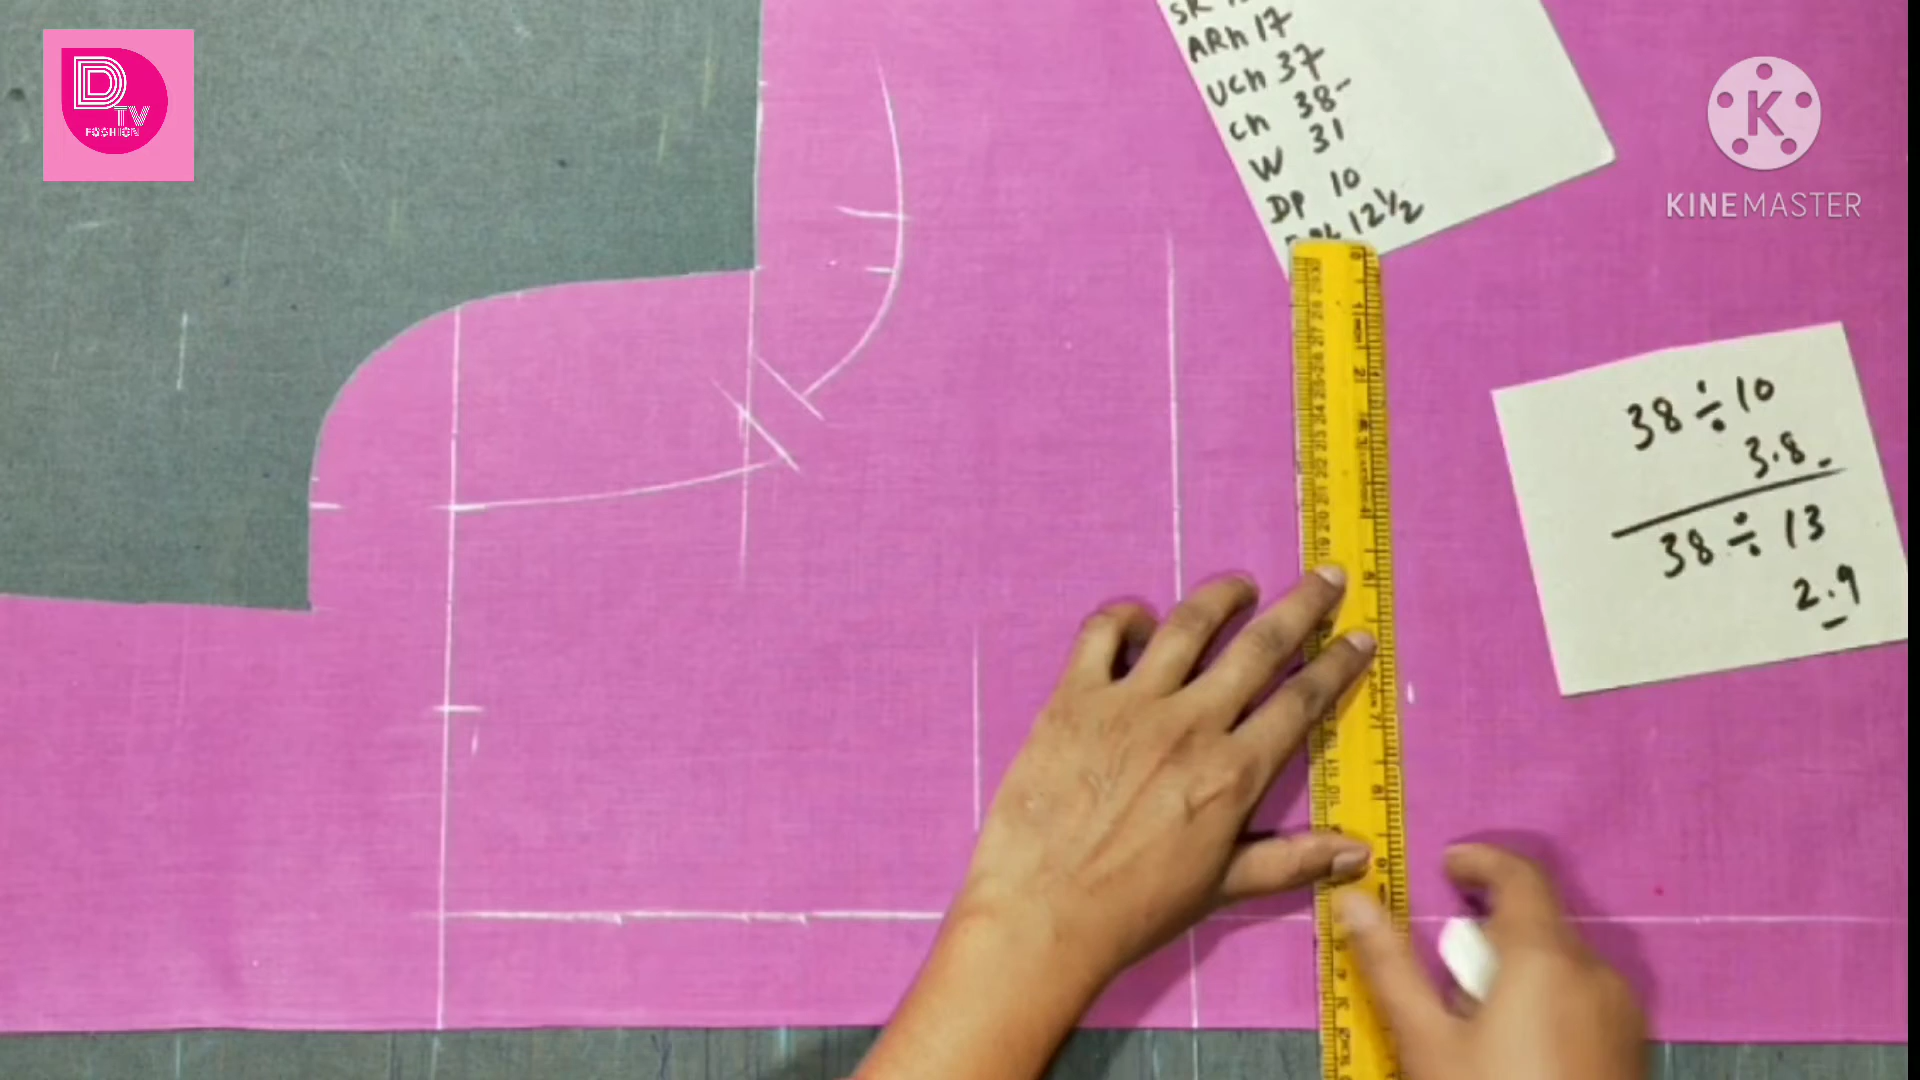 D
TV
FASHION
ARh 17
UCh 37
Ch 38-
W 31
DP 10
12½
K
KINEMASTER
38 ÷ 10
3.8
38 ÷ 13
2.9